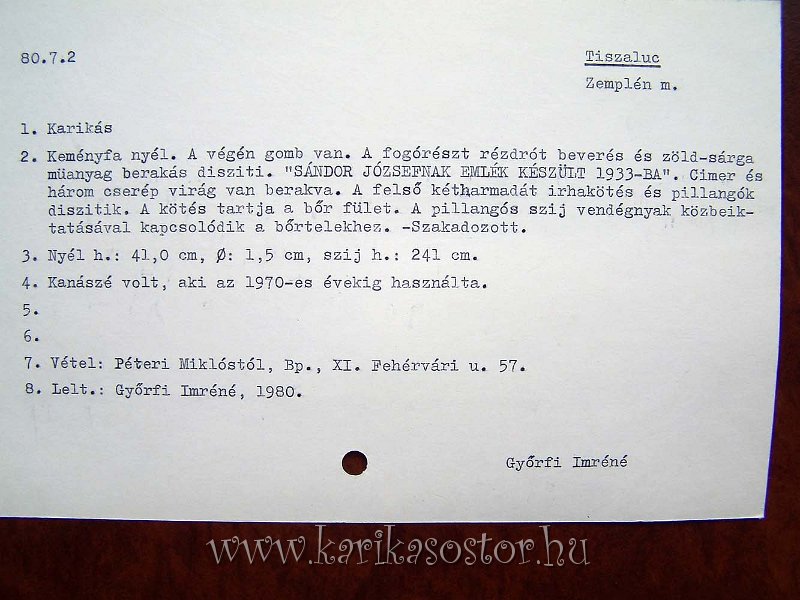 80.7.2
Tiszaluc
Zemplén m.
1. Karikás
2. Keményfa nyél. A végén gomb van. A fogórészt rézdrót beverés és zöld-sárga
müanyag berakás disziti. "SÁNDOR JÓZSEFNAK EMLÉK KÉSZÜLT 1933-BA". Cimer és
három cserép virág van berakva. A felső kétharmadát irhakötés és pillangók
diszitik. A kötés tartja a bőr fület. A pillangós szij vendégnyak közbeik-
tatásával kapcsolódik a bőrtelekhez. -Szakadozott.
3. Nyél h.: 41,0 cm, Ø: 1,5 cm, szij h.: 241 cm.
4. Kanászé volt, aki az 1970-es évekig használta.
5.
6.
7. Vétel: Péteri Miklóstól, Bp., XI. Fehérvári u. 57.
8. Lelt.: Győrfi Imréné, 1980.
Győrfi Imréné
www.karikasostor.hu